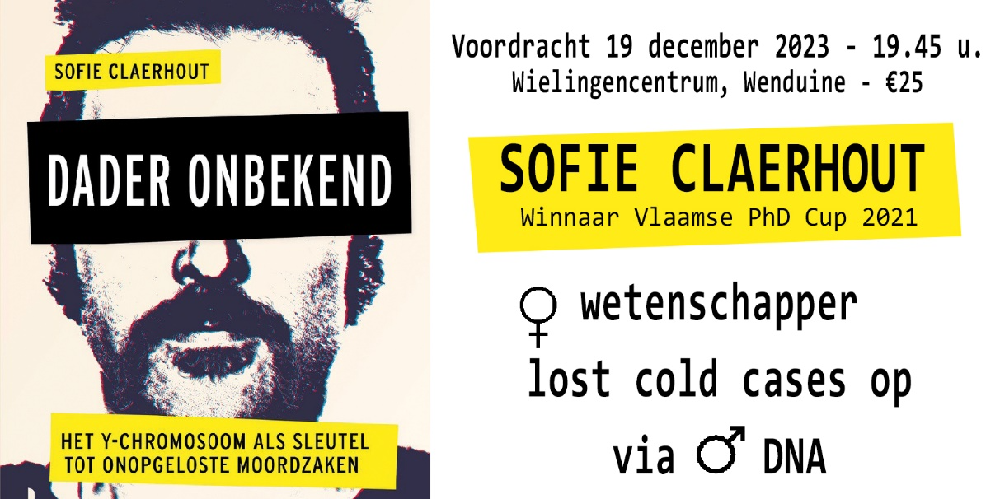 SOFIE CLAERHOUT
DADER ONBEKEND
HET Y-CHROMOSOOM ALS SLEUTEL
TOT ONOPGELOSTE MOORDZAKEN
Voordracht 19 december 2023 - 19.45 u.
Wielingencentrum, Wenduine - €25
SOFIE CLAERHOUT
Winnaar Vlaamse PhD Cup 2021
♀ wetenschapper
lost cold cases op
via ♂ DNA